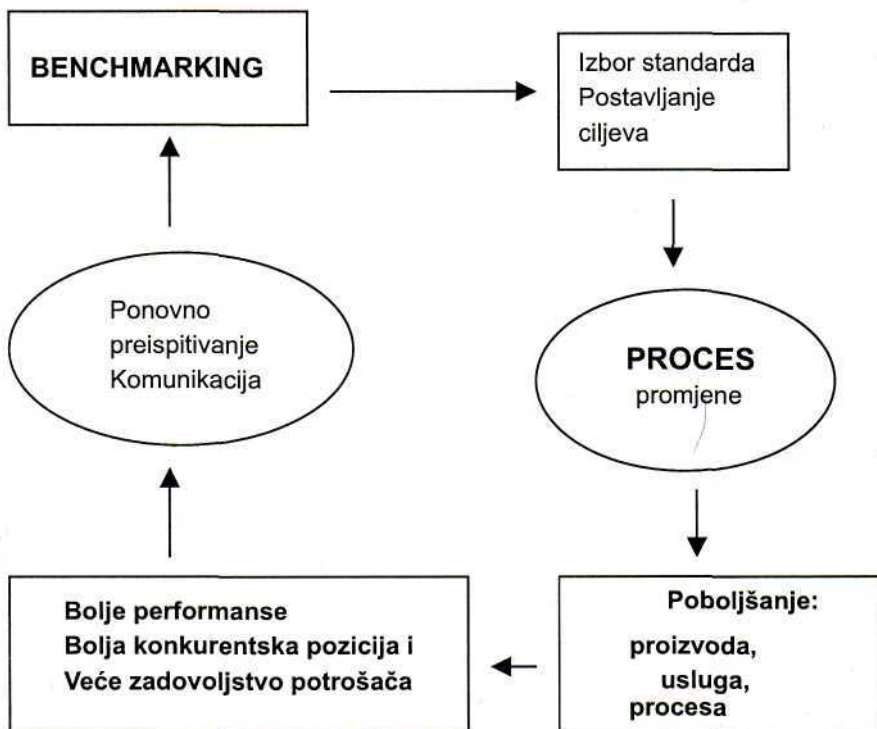 BENCHMARKING
Izbor standarda
Postavljanje
ciljeva
Ponovno
preispitivanje
Komunikacija
PROCES
promjene
Bolje performanse
Bolja konkurentska pozicija i
Veće zadovoljstvo potrošača
Poboljšanje:
proizvoda,
usluga,
procesa